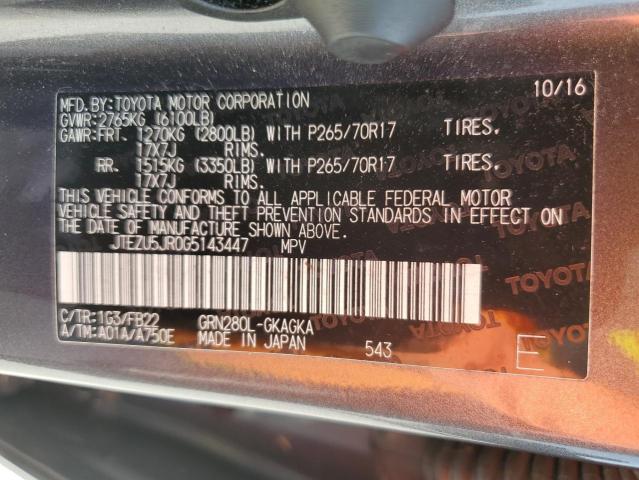 MFD.BY:TOYOTA MOTOR CORPORATION 10/16
GVWR:2765KG (6100LB)
GAWR:FRT. 1270KG (2800LB) WITH P265/70R17 TIRES.
17X7J RIMS.
RR. 1515KG (3350LB) WITH P265/70R17 TIRES.
17X7J RIMS.
THIS VEHICLE CONFORMS TO ALL APPLICABLE FEDERAL MOTOR
VEHICLE SAFETY AND THEFT PREVENTION STANDARDS IN EFFECT ON
THE DATE OF MANUFACTURE SHOWN ABOVE.
JTEZU5JR0G5143447 MPV
C/TR:1G3/FB22 GRN280L-GKAGKA
A/TM:A01A/A750E MADE IN JAPAN 543 E